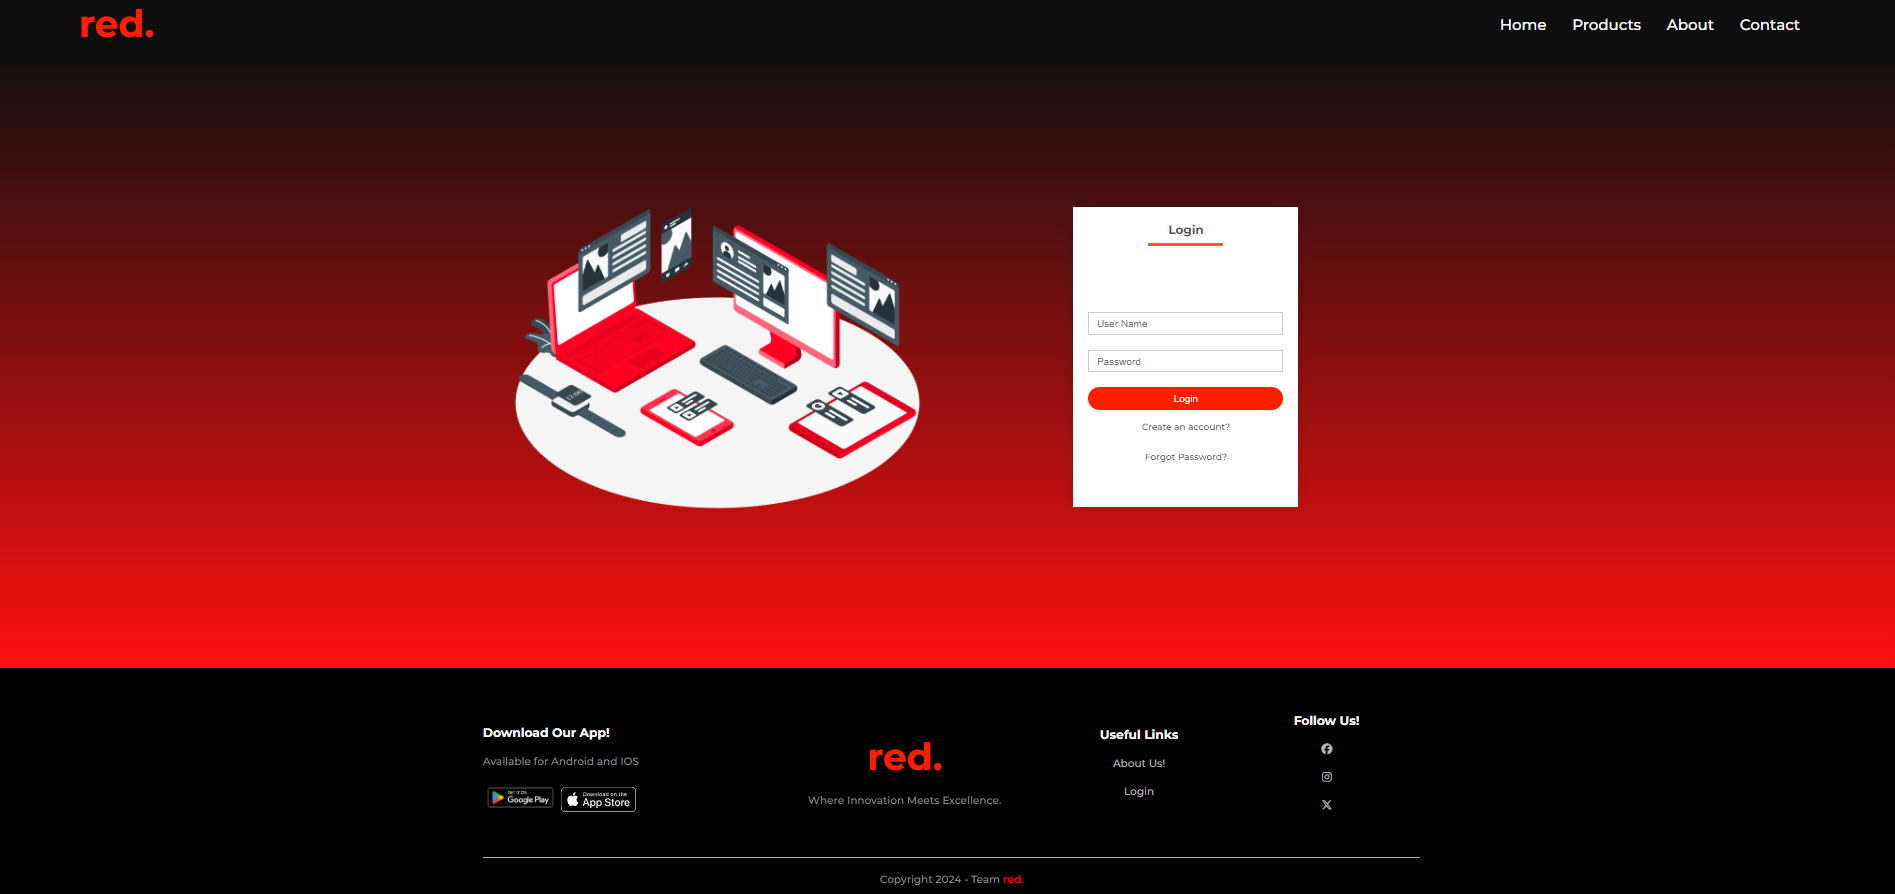 red.
Home Products About Contact
Login
User Name
Password
Login
Create an account?
Forgot Password?
12:00
Download Our App!
Available for Android and IOS
GET IT ON
Google Play
Download on the
App Store
red.
Where Innovation Meets Excellence.
Useful Links
About Us!
Login
Follow Us!
Copyright 2024 - Team red.